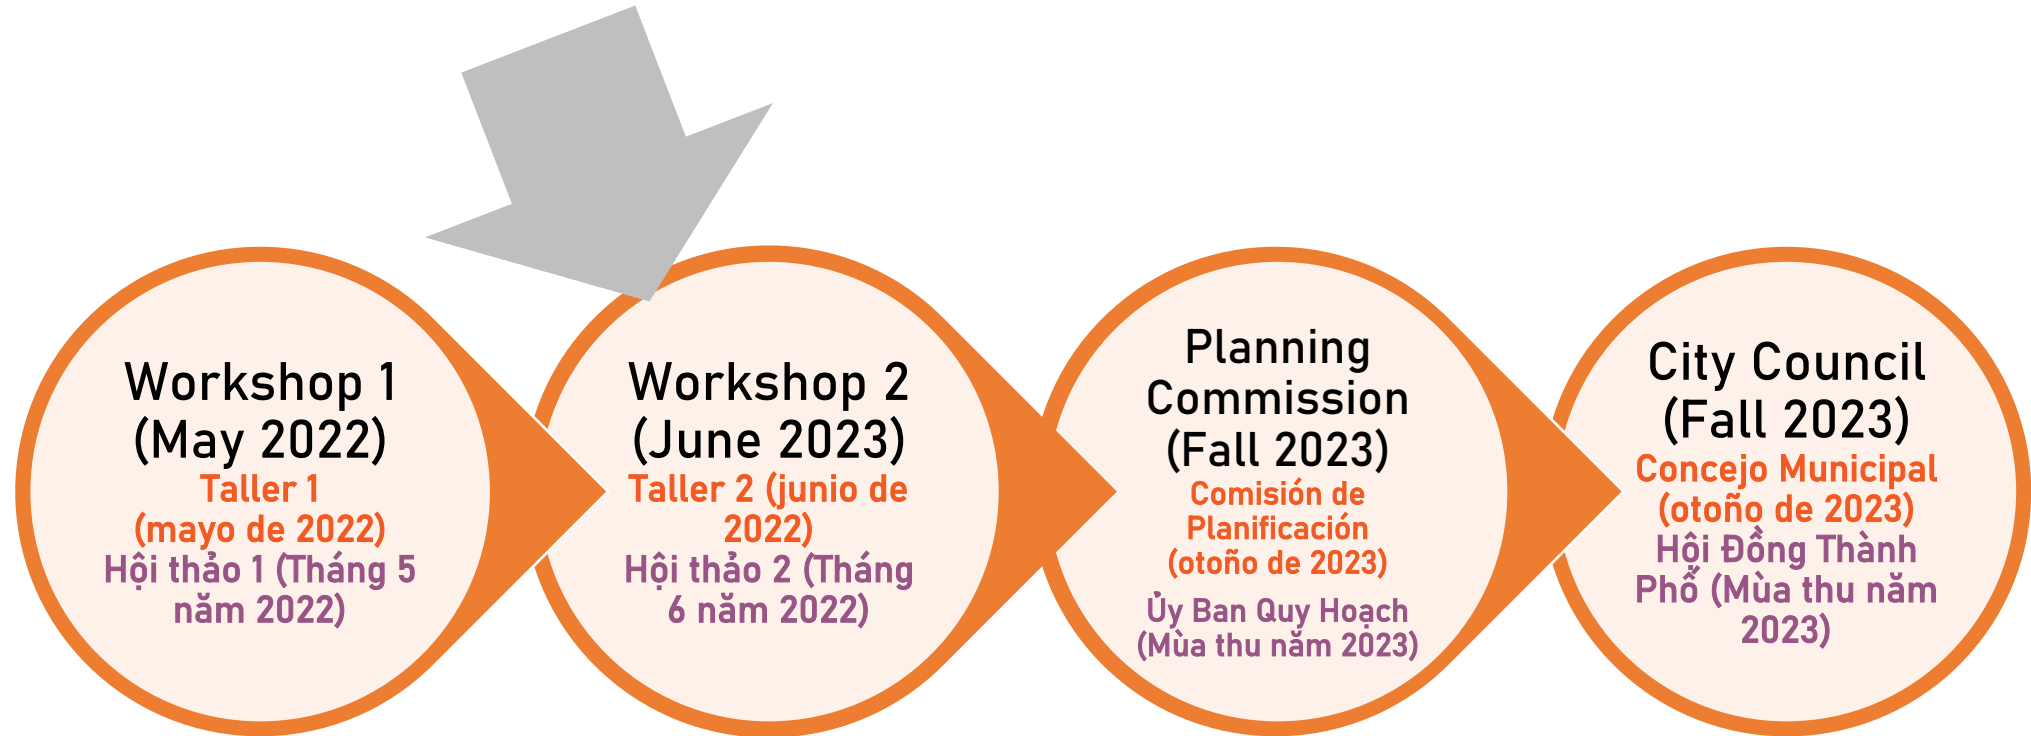 Workshop 1
(May 2022)
Taller 1
(mayo de 2022)
Hội thảo 1 (Tháng 5
năm 2022)
Workshop 2
(June 2023)
Taller 2 (junio de
2022)
Hội thảo 2 (Tháng
6 năm 2022)
Planning
Commission
(Fall 2023)
Comisión de
Planificación
(otoño de 2023)
Ủy Ban Quy Hoạch
(Mùa thu năm 2023)
City Council
(Fall 2023)
Concejo Municipal
(otoño de 2023)
Hội Đồng Thành
Phố (Mùa thu năm
2023)